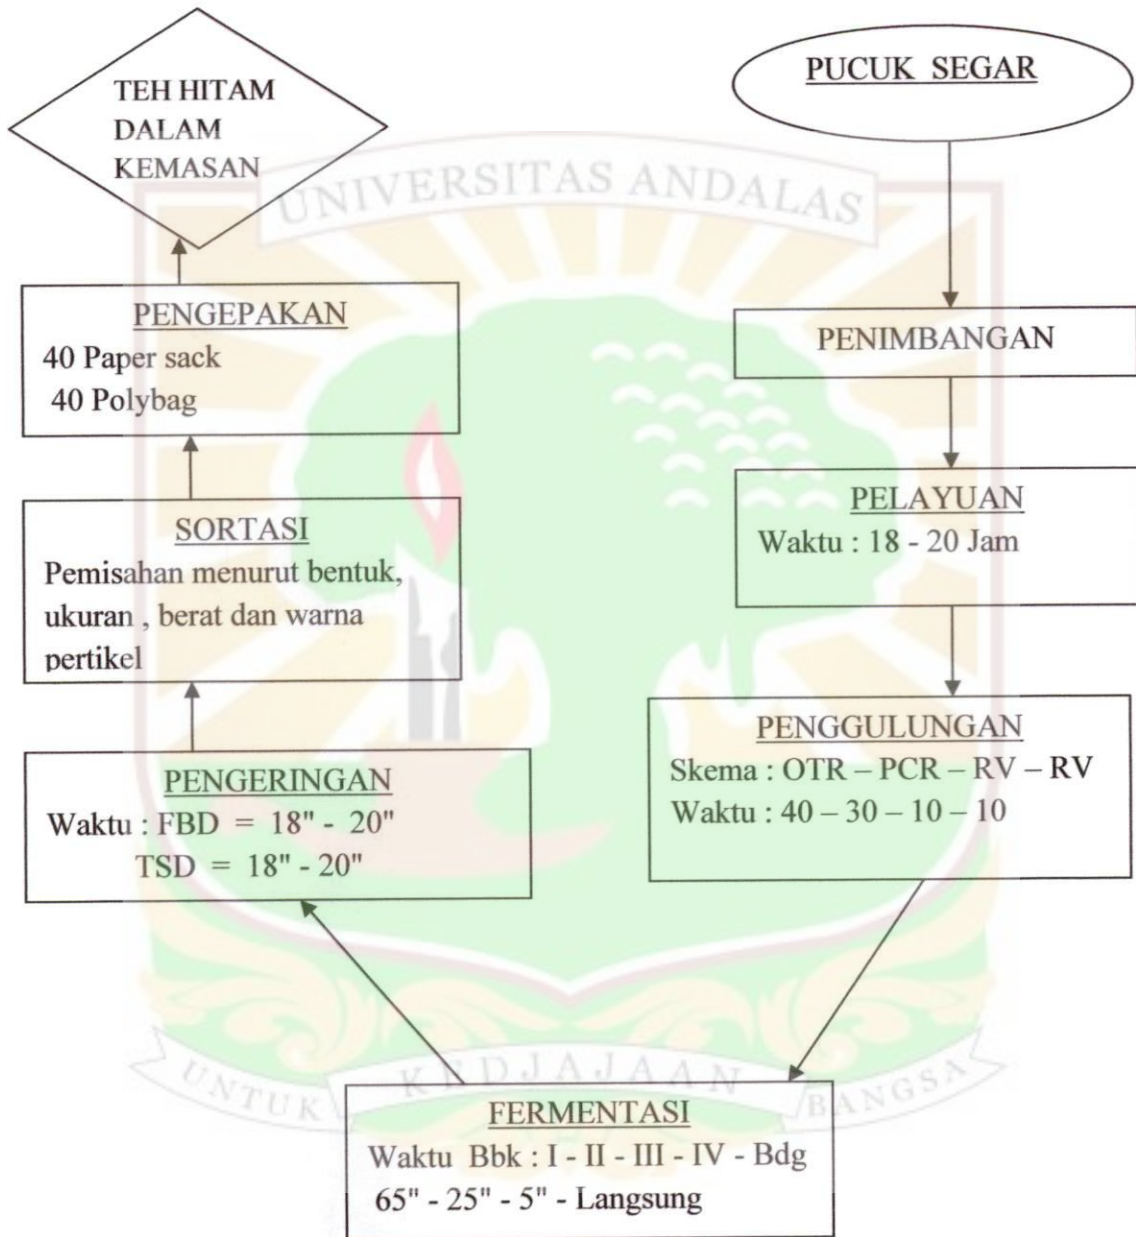 PUCUK SEGAR
PENIMBANGAN
PELAYUAN
Waktu : 18 - 20 Jam
PENGGULUNGAN
Skema : OTR – PCR – RV – RV
Waktu : 40 – 30 – 10 – 10
FERMENTASI
Waktu Bbk : I - II - III - IV - Bdg
65" - 25" - 5" - Langsung
PENGERINGAN
Waktu : FBD = 18" - 20"
TSD = 18" - 20"
SORTASI
Pemisahan menurut bentuk,
ukuran , berat dan warna
pertikel
PENGEPAKAN
40 Paper sack
40 Polybag
TEH HITAM
DALAM
KEMASAN
UNIVERSITAS ANDALAS
UNTUK KEDJAJAAN BANGSA